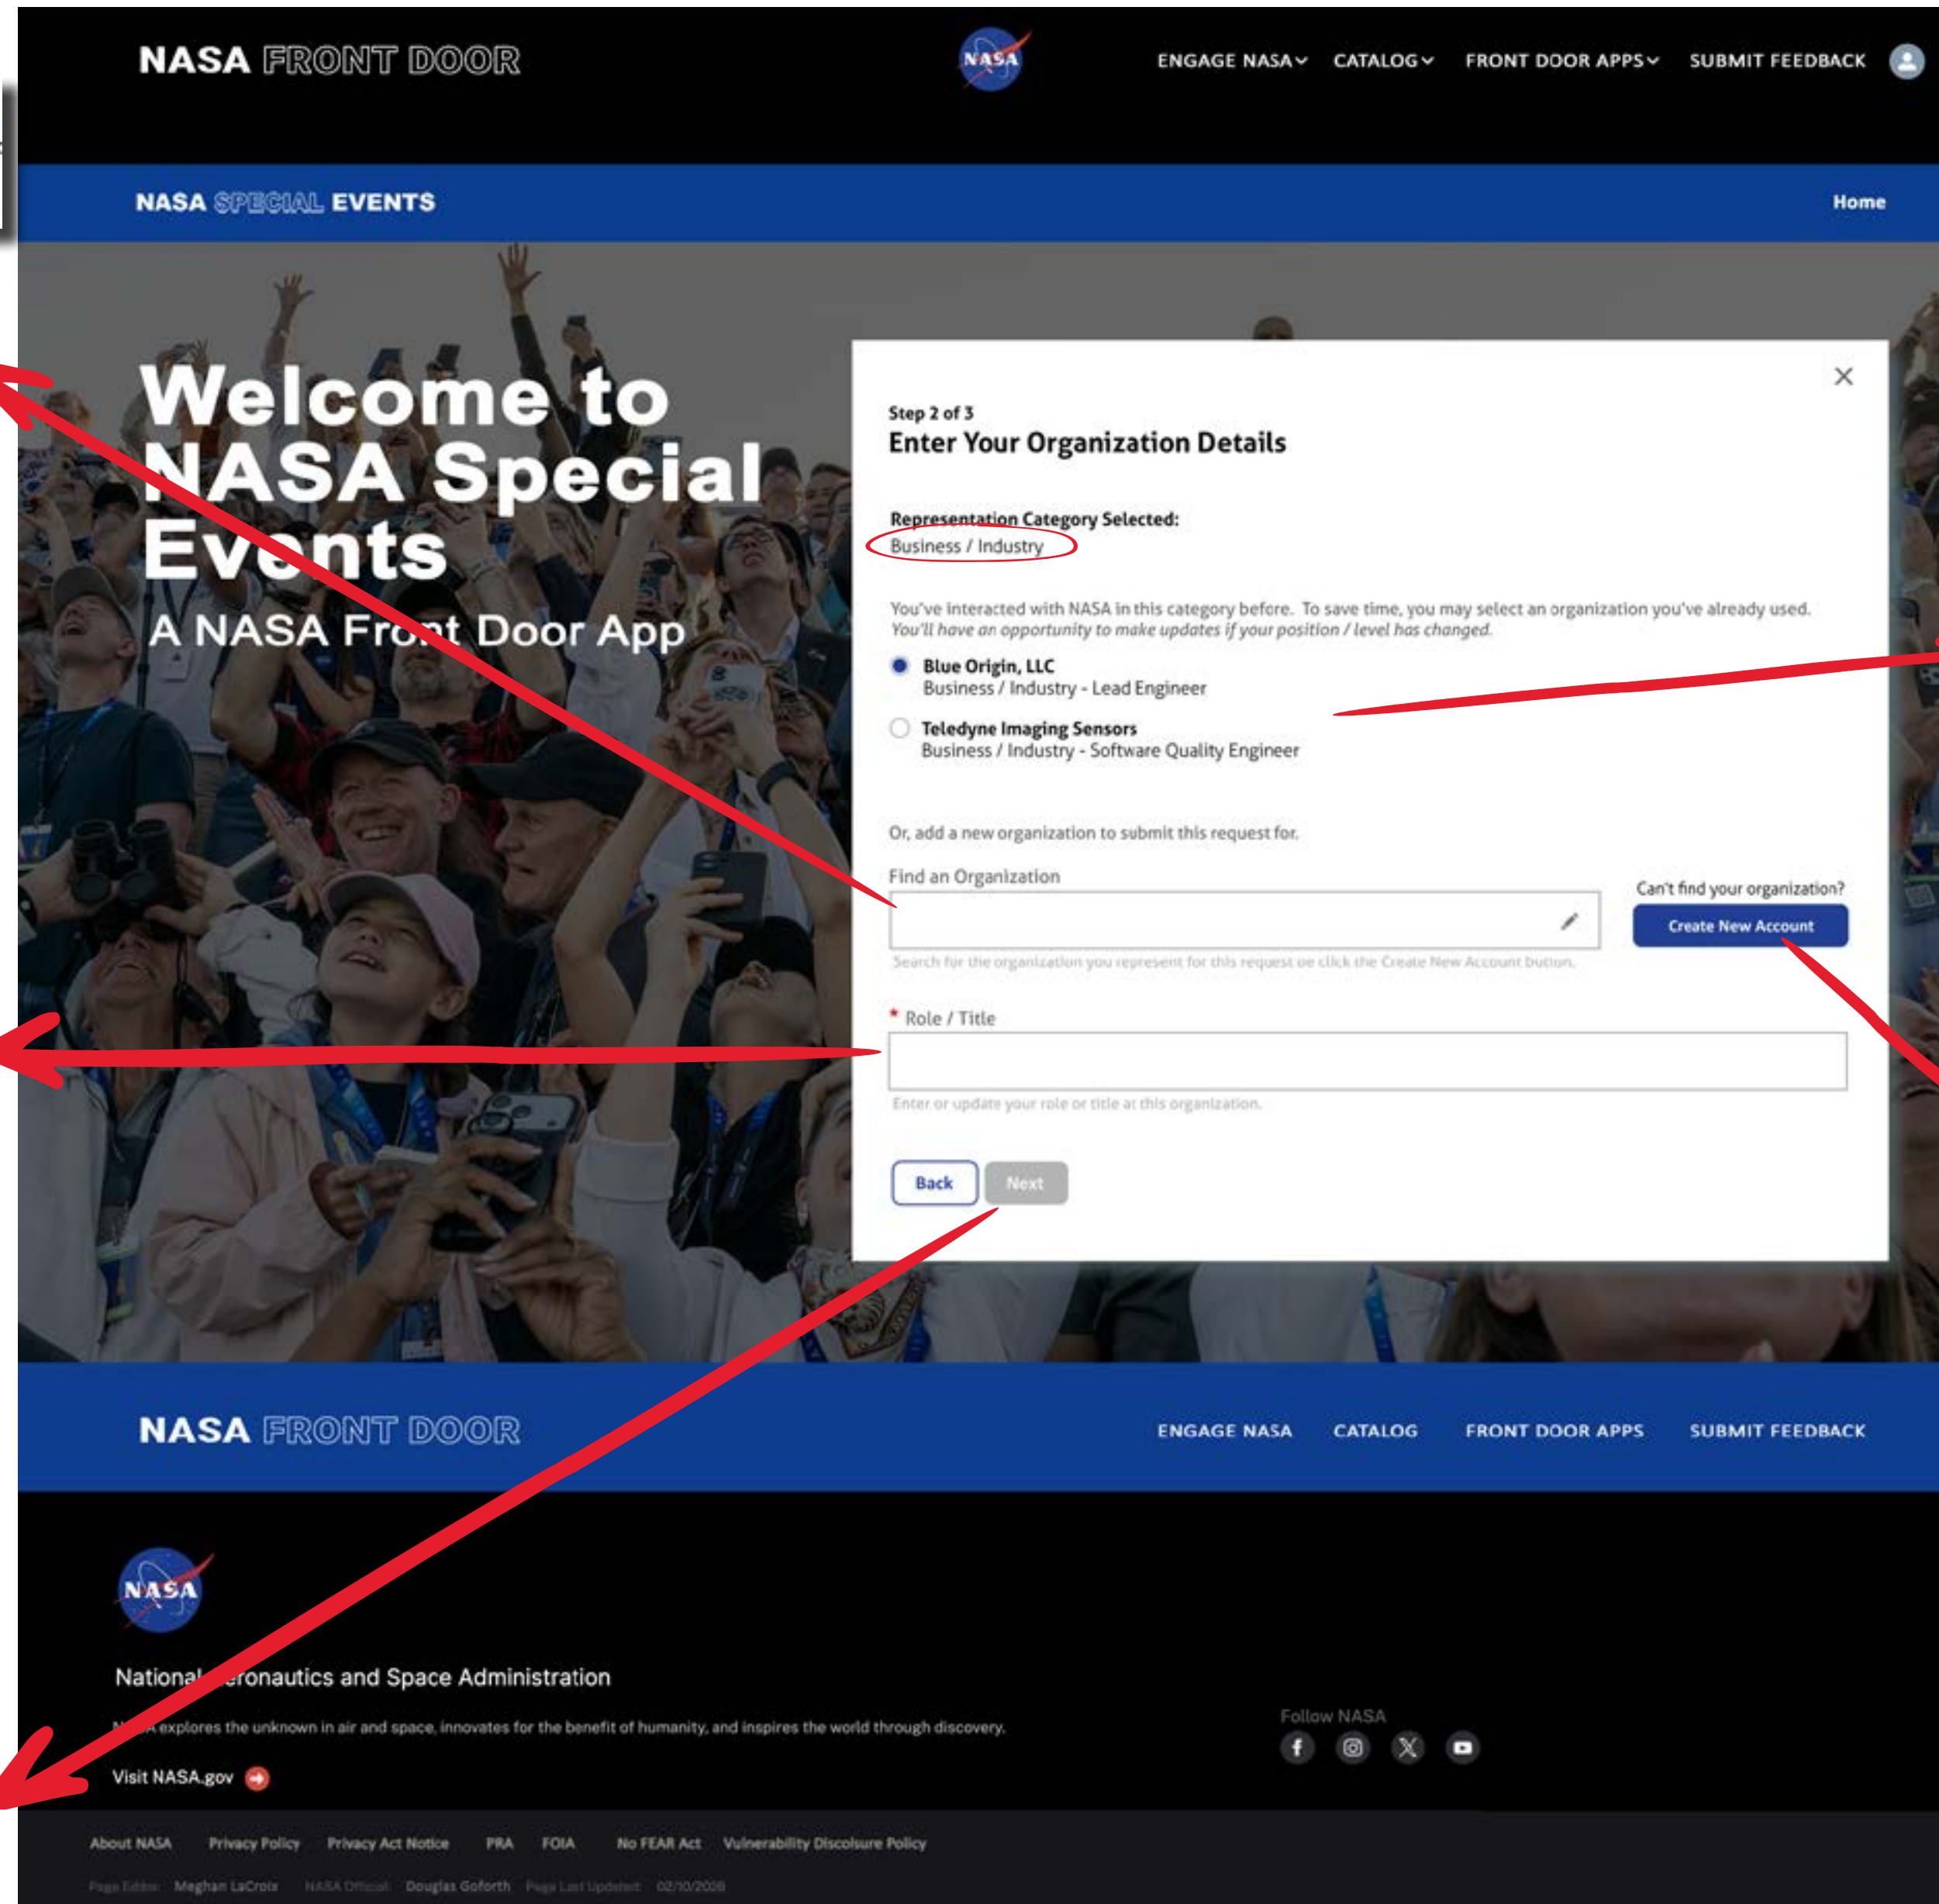 NASA FRONT DOOR
NASA
ENGAGE NASA CATALOG FRONT DOOR APPS SUBMIT FEEDBACK
NASA SPECIAL EVENTS
Home
Welcome to
NASA Special
Events
A NASA Front Door App
Step 2 of 3
Enter Your Organization Details
Representation Category Selected:
Business / Industry
You've interacted with NASA in this category before. To save time, you may select an organization you've already used.
You'll have an opportunity to make updates if your position / level has changed.
Blue Origin, LLC
Business / Industry - Lead Engineer
Teledyne Imaging Sensors
Business / Industry - Software Quality Engineer
Or, add a new organization to submit this request for.
Find an Organization
Can't find your organization?
Create New Account
Search for the organization you represent for this request or click the Create New Account button.
* Role / Title
Enter or update your role or title at this organization.
Back Next
NASA FRONT DOOR
ENGAGE NASA CATALOG FRONT DOOR APPS SUBMIT FEEDBACK
NASA
National Aeronautics and Space Administration
NASA explores the unknown in air and space, innovates for the benefit of humanity, and inspires the world through discovery.
Follow NASA
Visit NASA.gov
About NASA Privacy Policy Privacy Act Notice PRA FOIA No FEAR Act Vulnerability Discolsure Policy
Page Editor: Meghan LaCroix NASA Official: Douglas Goforth Page Last Updated: 02/10/2026